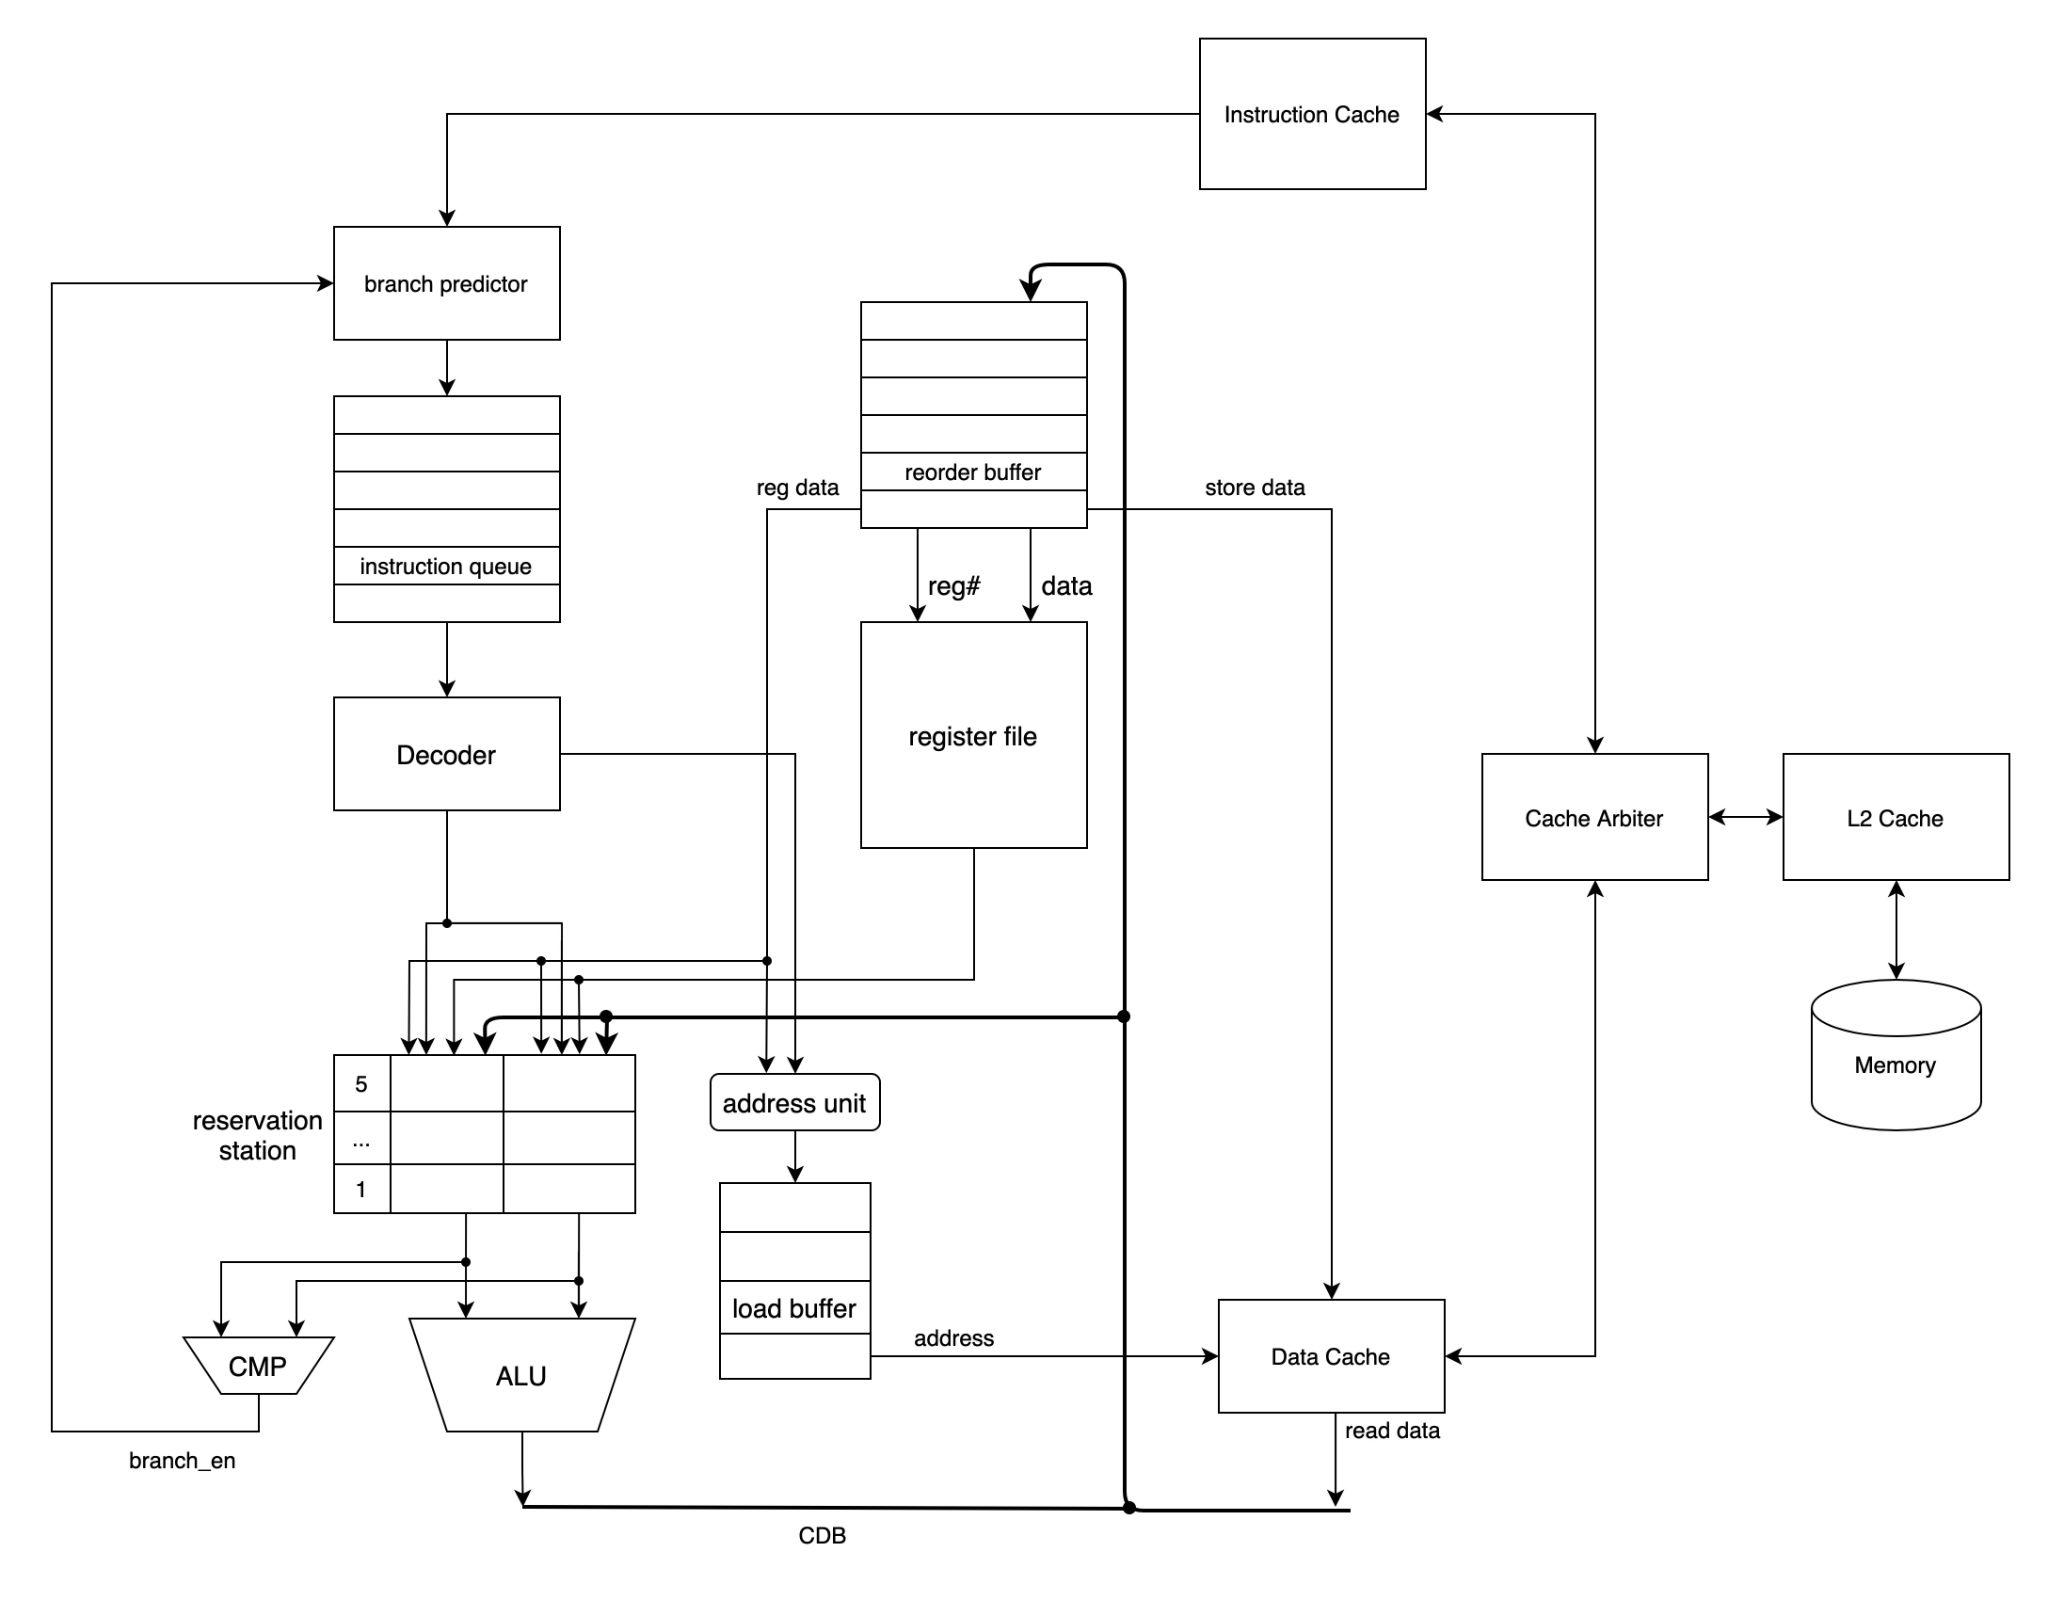 Instruction Cache
branch predictor
reorder buffer
reg data
store data
instruction queue
reg#
data
register file
Decoder
Cache Arbiter
L2 Cache
Memory
5
...
1
reservation
station
address unit
load buffer
address
Data Cache
CMP
ALU
read data
branch_en
CDB